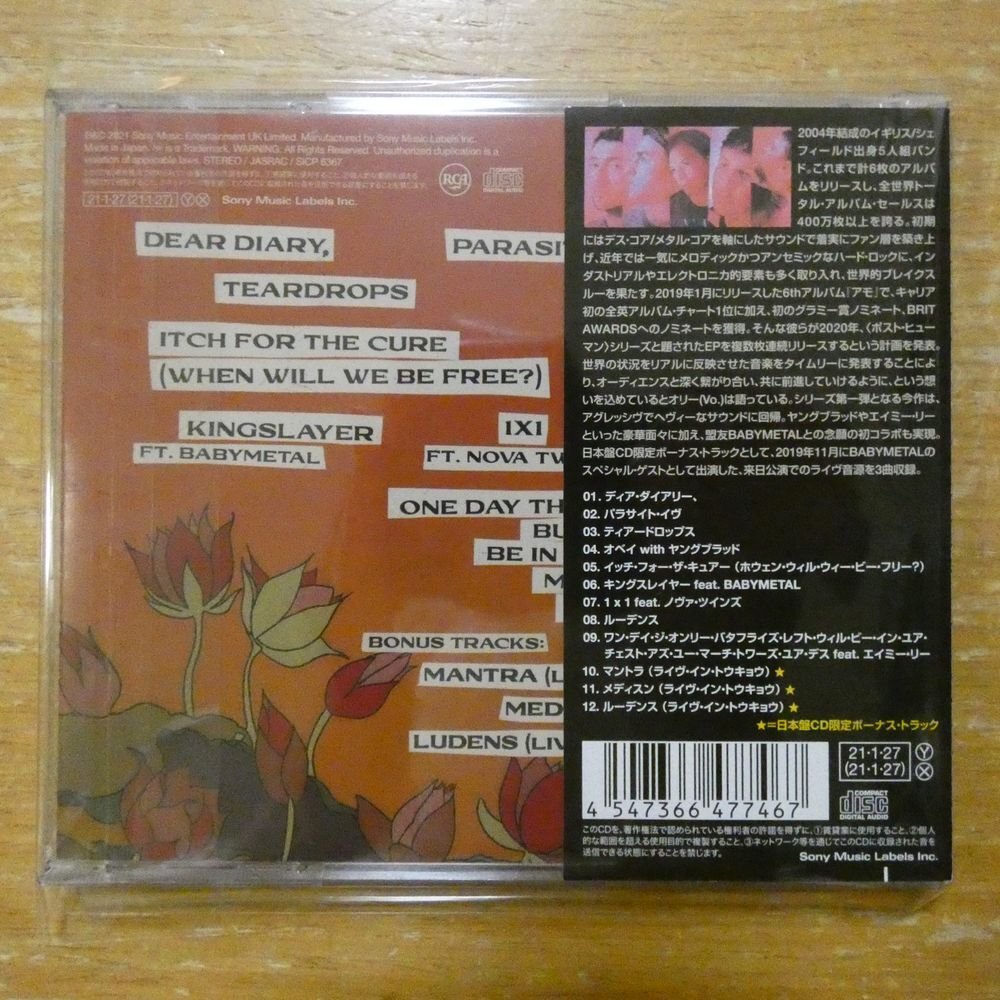 2021 Sony Music Entertainment UK Limited. Manufactured by Sony Music Labels Inc.
Made in Japan. is a Trademark. WARNING: All Rights Reserved. Unauthorized duplication is a
violation of applicable laws. STEREO / JASRAC / SICP 6367
RCA
COMPACT
disc
DIGITAL AUDIO
21·1·27 (21·1·27) Y X Sony Music Labels Inc.
DEAR DIARY,
PARASIT
TEARDROPS
ITCH FOR THE CURE
(WHEN WILL WE BE FREE?)
KINGSLAYER
FT. BABYMETAL
1X1
FT. NOVA TW
ONE DAY TH
BU
BE IN
M
BONUS TRACKS:
MANTRA (L
MED
LUDENS (LIV
2004年結成のイギリス/シェ
フィールド出身5人組バン
ド。これまで計6枚のアルバ
ムをリリースし、全世界トー
タル・アルバム・セールスは
400万枚以上を誇る。初期
にはデス・コア/メタル・コアを軸にしたサウンドで着実にファン層を築き上
げ、近年では一気にメロディックかつアンセミックなハード・ロックに、イン
ダストリアルやエレクトロニカ的要素も多く取り入れ、世界的ブレイクス
ルーを果たす。2019年1月にリリースした6thアルバム『アモ』で、キャリア
初の全英アルバム・チャート1位に加え、初のグラミー賞ノミネート、BRIT
AWARDSへのノミネートを獲得。そんな彼らが2020年、〈ポスト・ヒュー
マン〉シリーズと題されたEPを複数枚連続リリースするという計画を発表。
世界の状況をリアルに反映させた音楽をタイムリーに発表することによ
り、オーディエンスと深く繋がり合い、共に前進していけるように、という想
いを込めているとオリー(Vo.)は語っている。シリーズ第一弾となる今作は、
アグレッシヴでヘヴィーなサウンドに回帰。ヤングブラッドやエイミー・リー
といった豪華面々に加え、盟友BABYMETALとの念願の初コラボも実現。
日本盤CD限定ボーナス・トラックとして、2019年11月にBABYMETALの
スペシャル・ゲストとして出演した、来日公演でのライヴ音源を3曲収録。
01. ディア・ダイアリー、
02. パラサイト・イヴ
03. ティアードロップス
04. オベイ with ヤングブラッド
05. イッチ・フォー・ザ・キュアー（ホウェン・ウィル・ウィー・ビー・フリー?）
06. キングスレイヤー feat. BABYMETAL
07. 1 x 1 feat. ノヴァ・ツインズ
08. ルーデンス
09. ワン・デイ・ジ・オンリー・バタフライズ・レフト・ウィル・ビー・イン・ユア・
チェスト・アズ・ユー・マーチ・トワーズ・ユア・デス feat. エイミー・リー
10. マントラ（ライヴ・イン・トウキョウ）★
11. メディスン（ライヴ・イン・トウキョウ）★
12. ルーデンス（ライヴ・イン・トウキョウ）★
★=日本盤CD限定ボーナス・トラック
4 547366 477467
21·1·27 Y
(21·1·27) X
COMPACT
disc
DIGITAL AUDIO
このCDを、著作権法で認められている権利者の許諾を得ずに、①賃貸業に使用すること、②個人
的な範囲を超える使用目的で複製すること、③ネットワーク等を通じてこのCDに収録された音を
送信できる状態にすることを禁じます。
Sony Music Labels Inc.